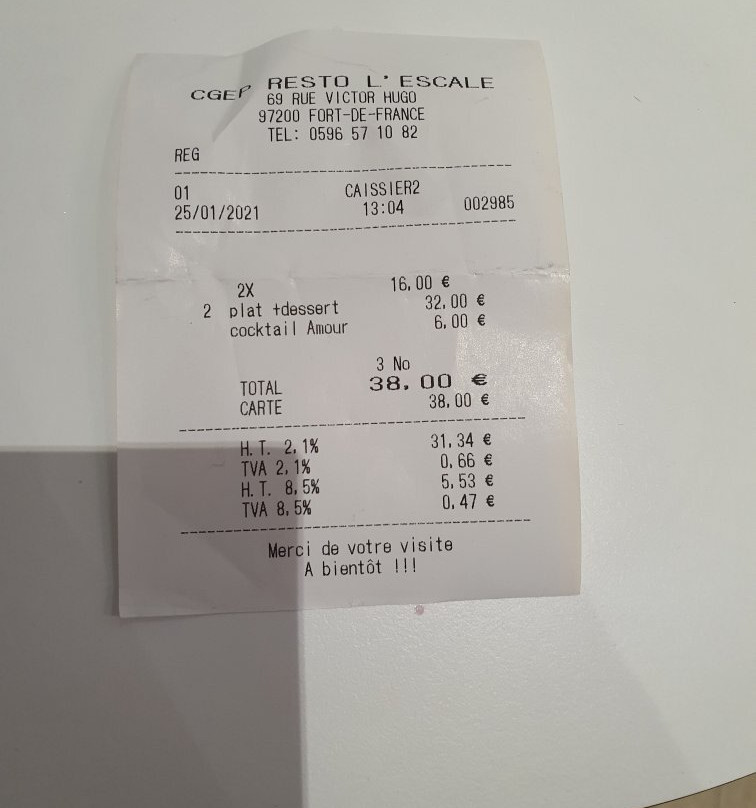 CGEP RESTO L'ESCALE
69 RUE VICTOR HUGO
97200 FORT-DE-FRANCE
TEL: 0596 57 10 82
REG
01 CAISSIER2
25/01/2021 13:04 002985
2X 16,00 €
2 plat +dessert 32,00 €
cocktail Amour 6,00 €
3 No
TOTAL 38,00 €
CARTE 38,00 €
H.T. 2,1% 31,34 €
TVA 2,1% 0,66 €
H.T. 8,5% 5,53 €
TVA 8,5% 0,47 €
Merci de votre visite
A bientôt !!!